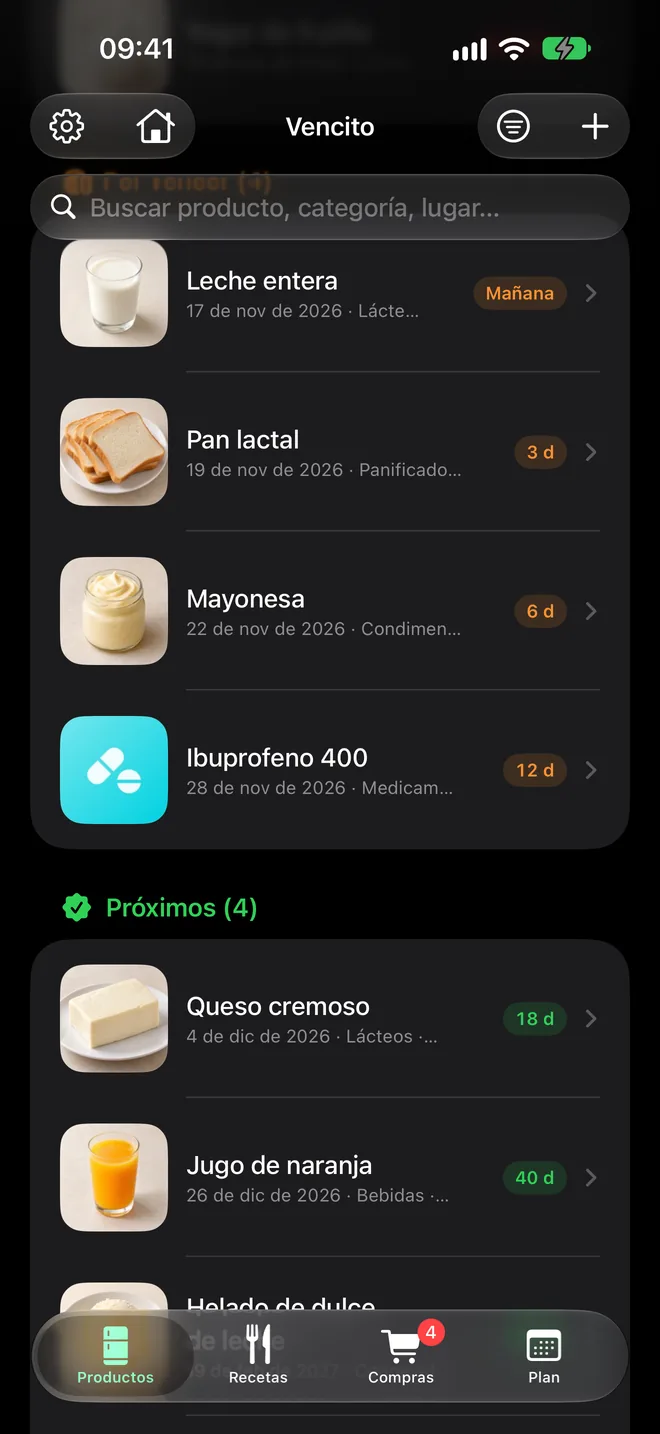 09:41
Vencito
Por vencer (4)
Buscar producto, categoría, lugar...
Leche entera
17 de nov de 2026 · Lácte...
Mañana
Pan lactal
19 de nov de 2026 · Panificado...
3 d
Mayonesa
22 de nov de 2026 · Condimen...
6 d
Ibuprofeno 400
28 de nov de 2026 · Medicam...
12 d
Próximos (4)
Queso cremoso
4 de dic de 2026 · Lácteos ·...
18 d
Jugo de naranja
26 de dic de 2026 · Bebidas ·...
40 d
Helado de dulce
de leche
4
Productos
Recetas
Compras
Plan